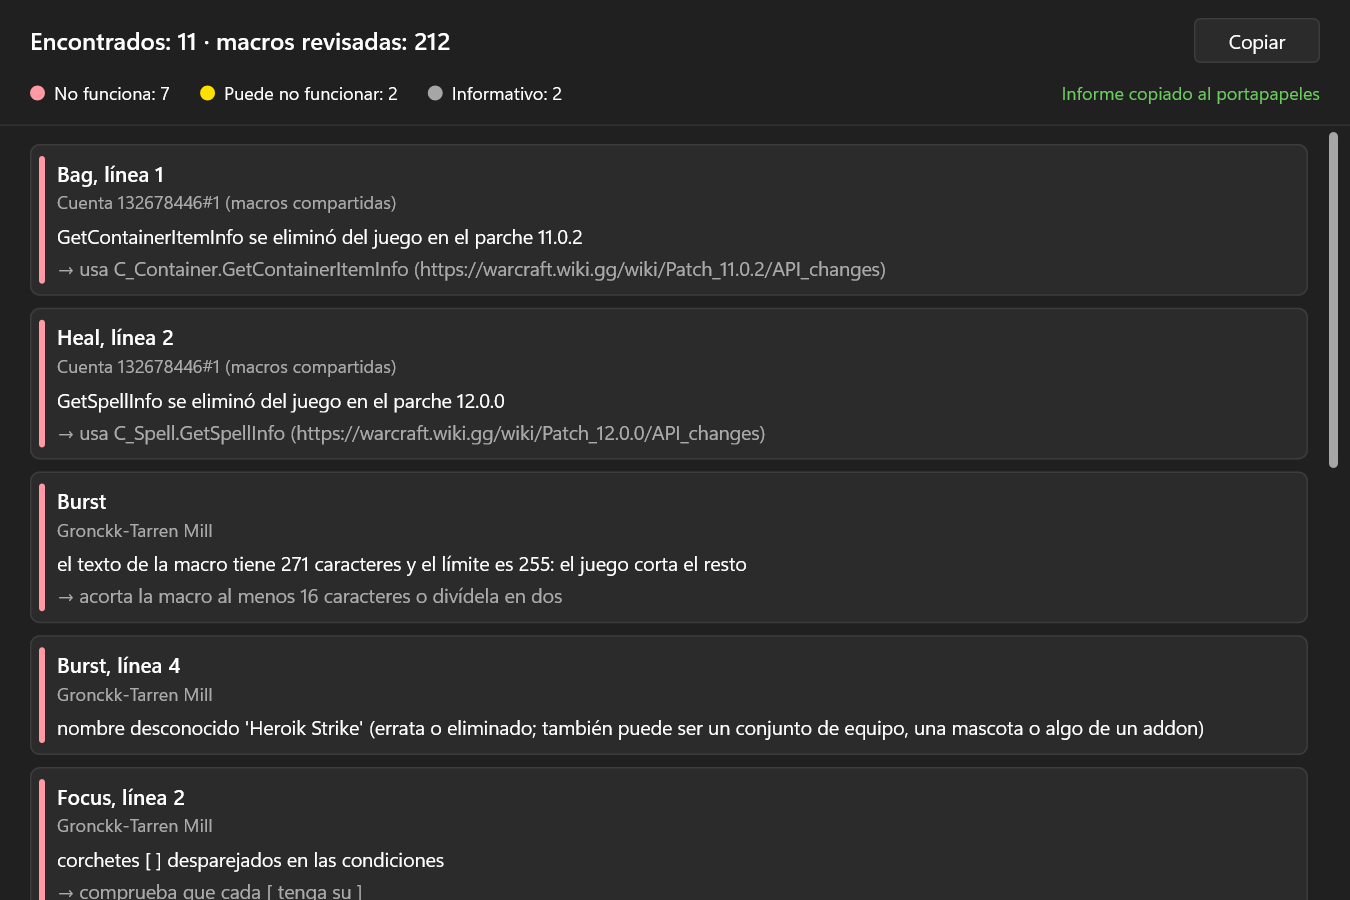 Encontrados: 11 · macros revisadas: 212
Copiar
No funciona: 7
Puede no funcionar: 2
Informativo: 2
Informe copiado al portapapeles
Bag, línea 1
Cuenta 132678446#1 (macros compartidas)
GetContainerItemInfo se eliminó del juego en el parche 11.0.2
→ usa C_Container.GetContainerItemInfo (https://warcraft.wiki.gg/wiki/Patch_11.0.2/API_changes)
Heal, línea 2
Cuenta 132678446#1 (macros compartidas)
GetSpellInfo se eliminó del juego en el parche 12.0.0
→ usa C_Spell.GetSpellInfo (https://warcraft.wiki.gg/wiki/Patch_12.0.0/API_changes)
Burst
Gronckk-Tarren Mill
el texto de la macro tiene 271 caracteres y el límite es 255: el juego corta el resto
→ acorta la macro al menos 16 caracteres o divídela en dos
Burst, línea 4
Gronckk-Tarren Mill
nombre desconocido 'Heroik Strike' (errata o eliminado; también puede ser un conjunto de equipo, una mascota o algo de un addon)
Focus, línea 2
Gronckk-Tarren Mill
corchetes [ ] desparejados en las condiciones
→ comprueba que cada [ tenga su ]